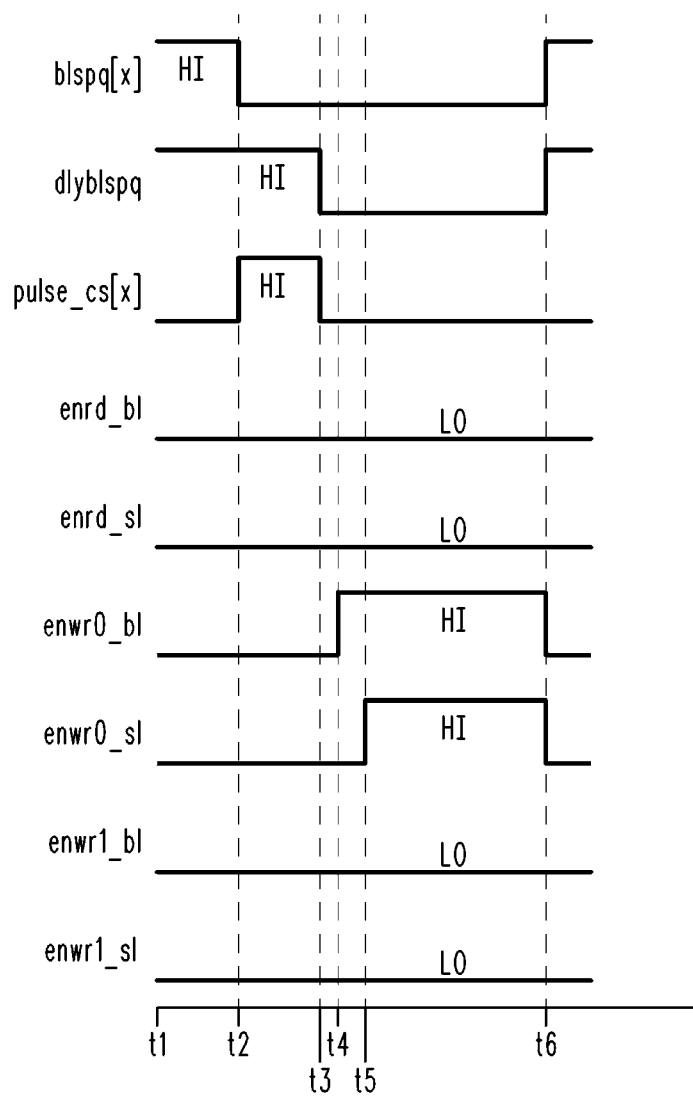 blspq[x] HI
dlyblspq HI
pulse_cs[x] HI
enrd_bl LO
enrd_sl LO
enwr0_bl HI
enwr0_sl HI
enwr1_bl LO
enwr1_sl LO
t1 t2 t4 t6
t3 t5